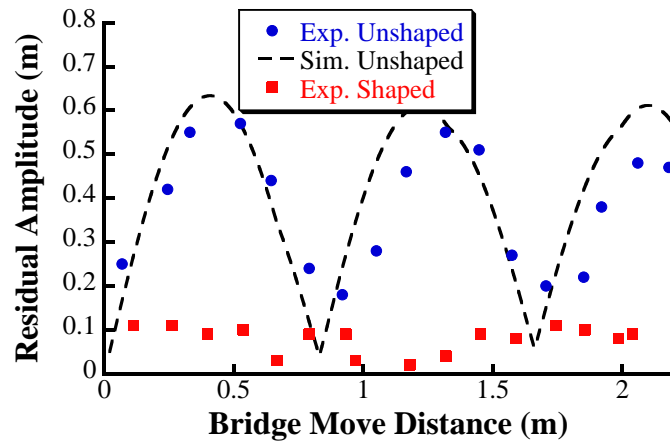 0.8
0.7
0.6
0.5
0.4
0.3
0.2
0.1
0
Residual Amplitude (m)
Exp. Unshaped
Sim. Unshaped
Exp. Shaped
0 0.5 1 1.5 2
Bridge Move Distance (m)